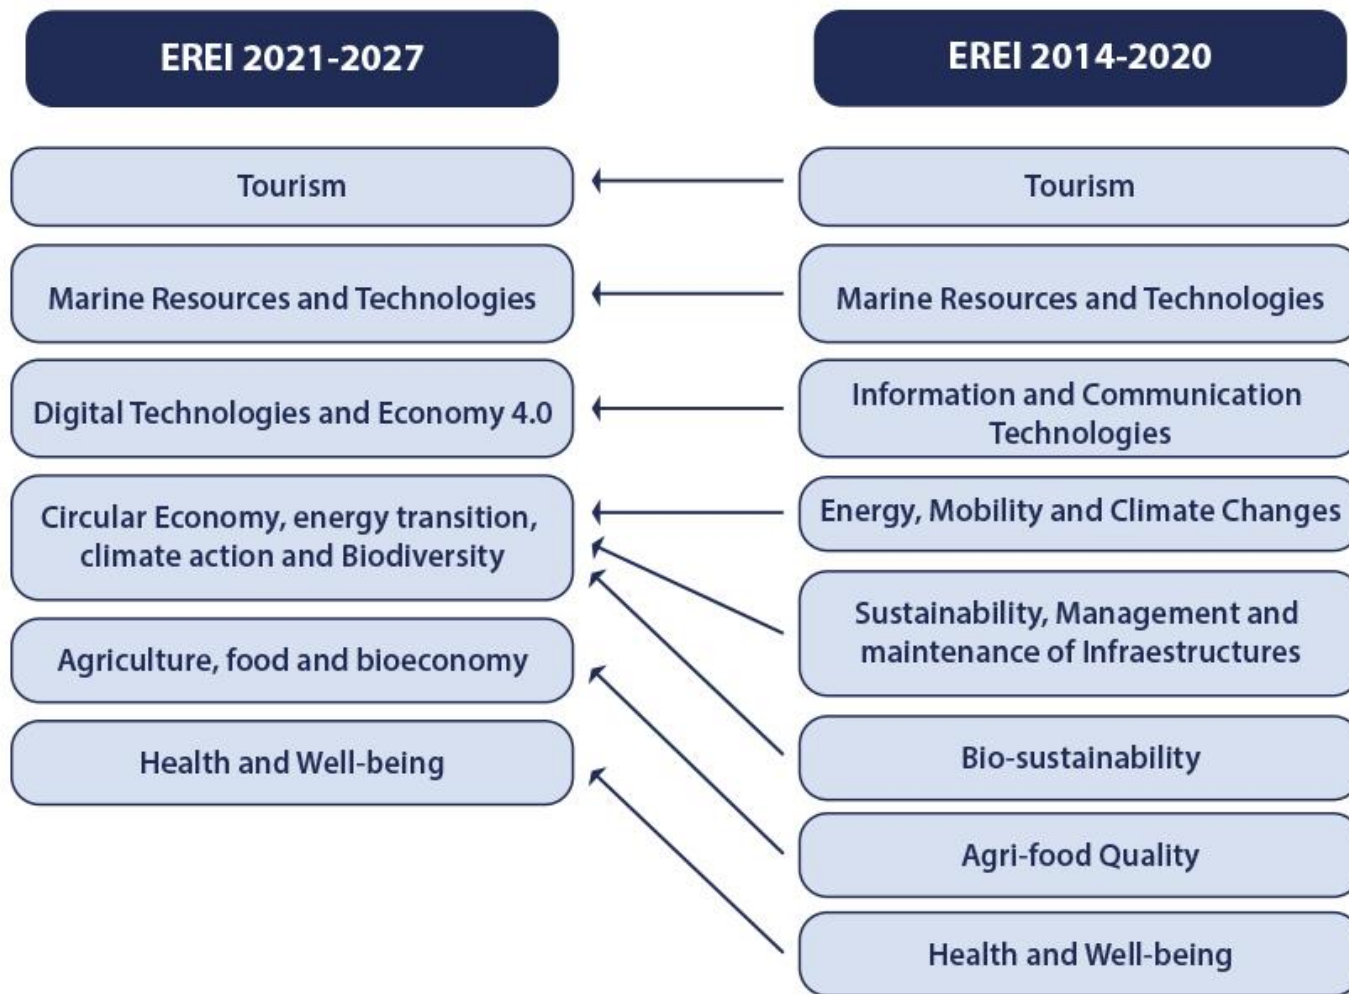 EREI 2021-2027
Tourism
Marine Resources and Technologies
Digital Technologies and Economy 4.0
Circular Economy, energy transition,
climate action and Biodiversity
Agriculture, food and bioeconomy
Health and Well-being
EREI 2014-2020
Tourism
Marine Resources and Technologies
Information and Communication
Technologies
Energy, Mobility and Climate Changes
Sustainability, Management and
maintenance of Infraestructures
Bio-sustainability
Agri-food Quality
Health and Well-being